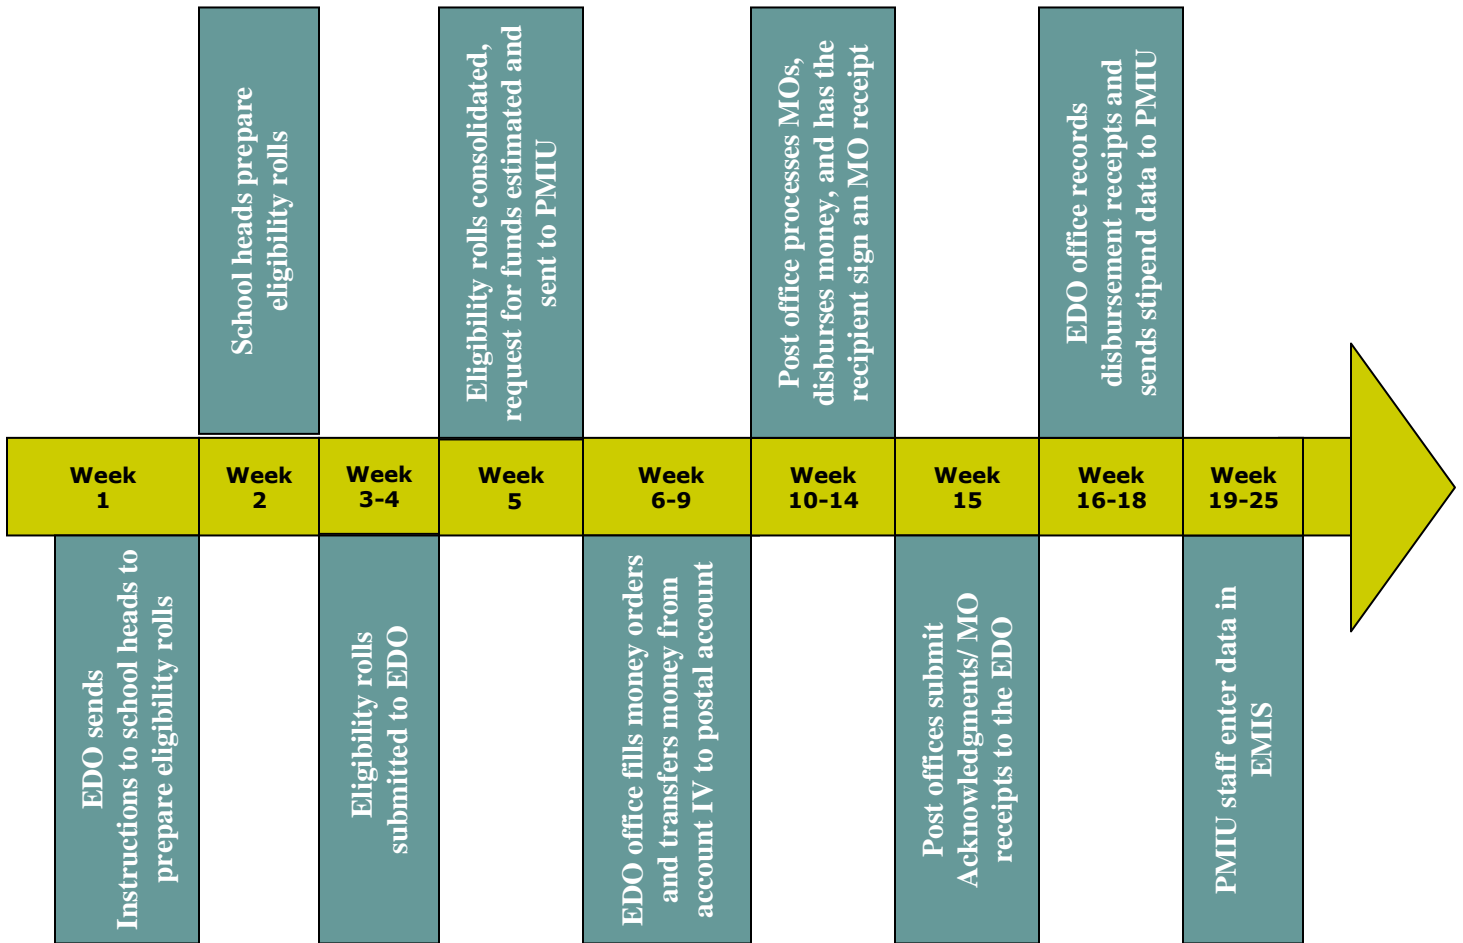 School heads prepare
eligibility rolls
Eligibility rolls consolidated,
request for funds estimated and
sent to PMIU
Post office processes MOs,
disburses money, and has the
recipient sign an MO receipt
EDO office records
disbursement receipts and
sends stipend data to PMIU
Week
1
Week
2
Week
3-4
Week
5
Week
6-9
Week
10-14
Week
15
Week
16-18
Week
19-25
EDO sends
Instructions to school heads to
prepare eligibility rolls
Eligibility rolls
submitted to EDO
EDO office fills money orders
and transfers money from
account IV to postal account
Post offices submit
Acknowledgments/ MO
receipts to the EDO
PMIU staff enter data in
EMIS